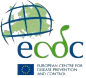 ecdc
EUROPEAN CENTRE FOR
DISEASE PREVENTION
AND CONTROL